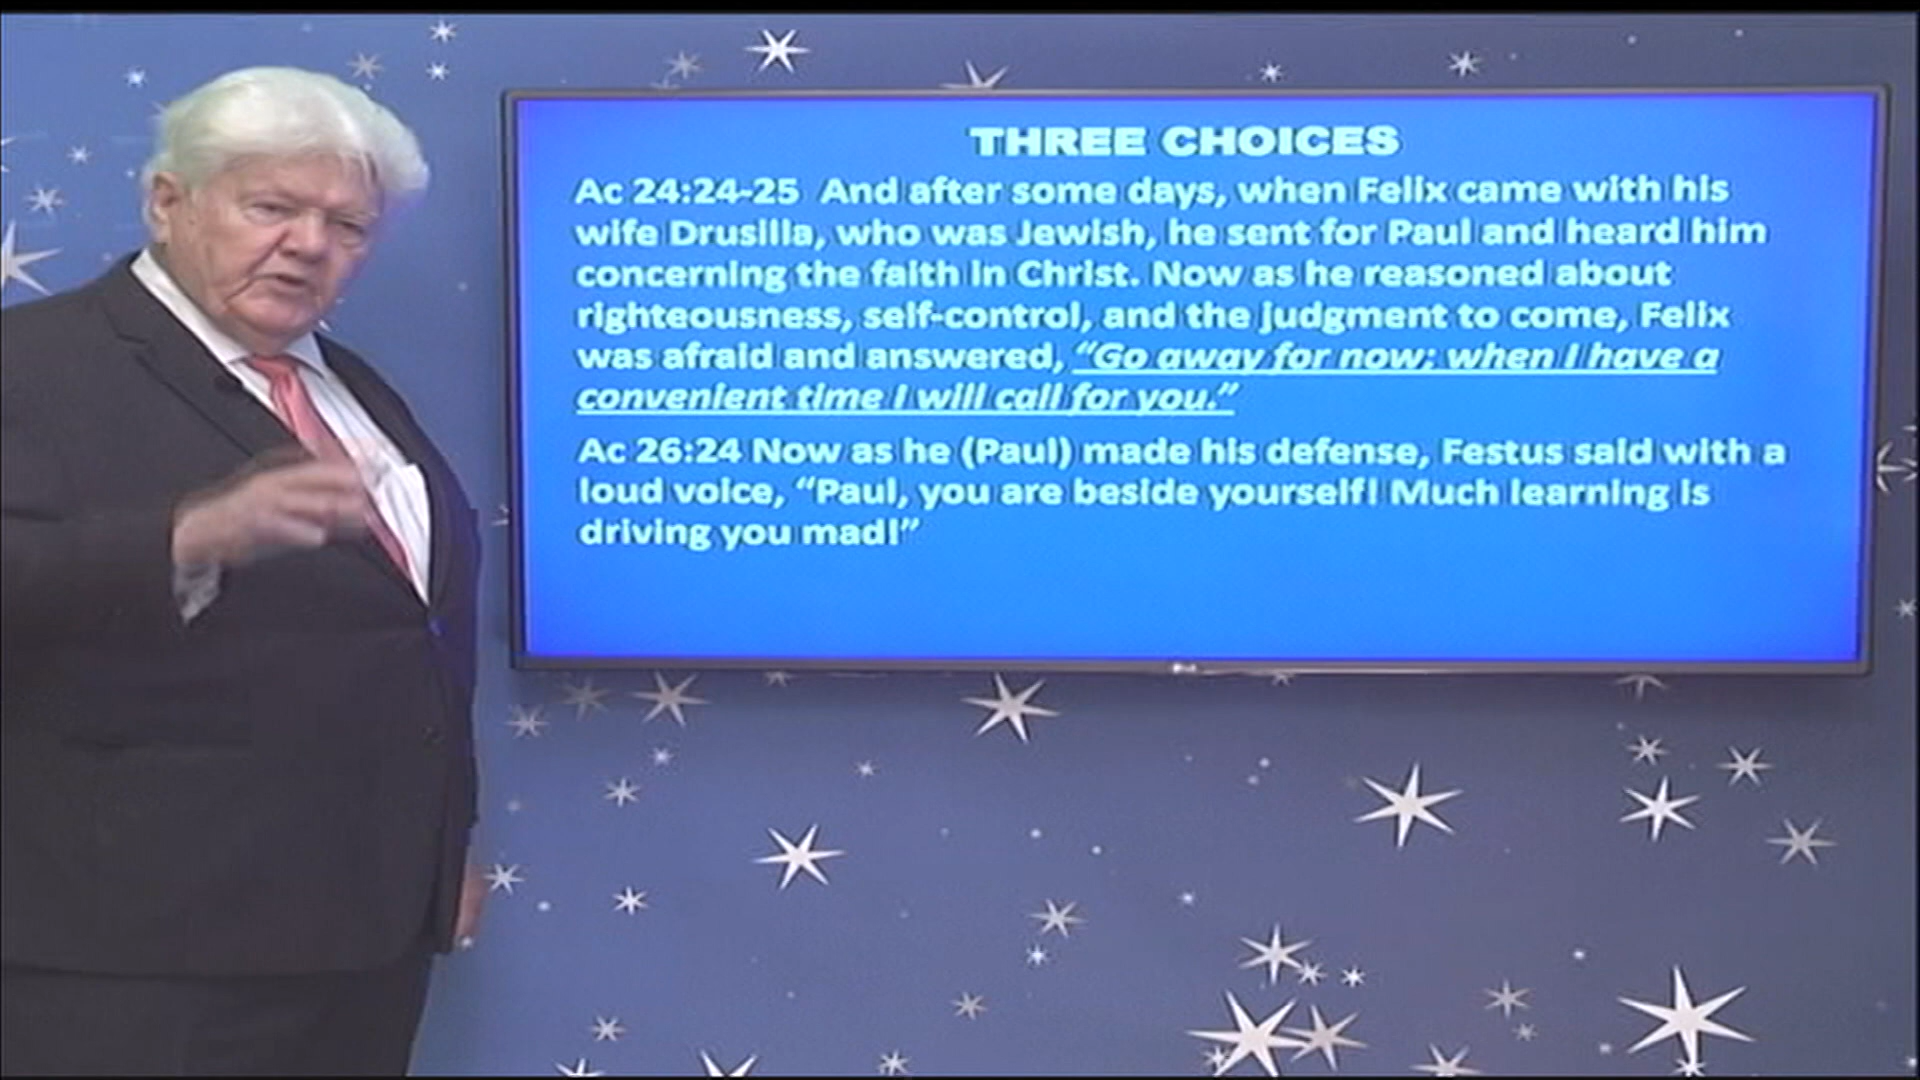 THREE CHOICES
Ac 24:24-25 And after some days, when Felix came with his
wife Drusilla, who was Jewish, he sent for Paul and heard him
concerning the faith in Christ. Now as he reasoned about
righteousness, self-control, and the judgment to come, Felix
was afraid and answered, “Go away for now; when I have a
convenient time I will call for you.”
Ac 26:24 Now as he (Paul) made his defense, Festus said with a
loud voice, “Paul, you are beside yourself! Much learning is
driving you mad!”